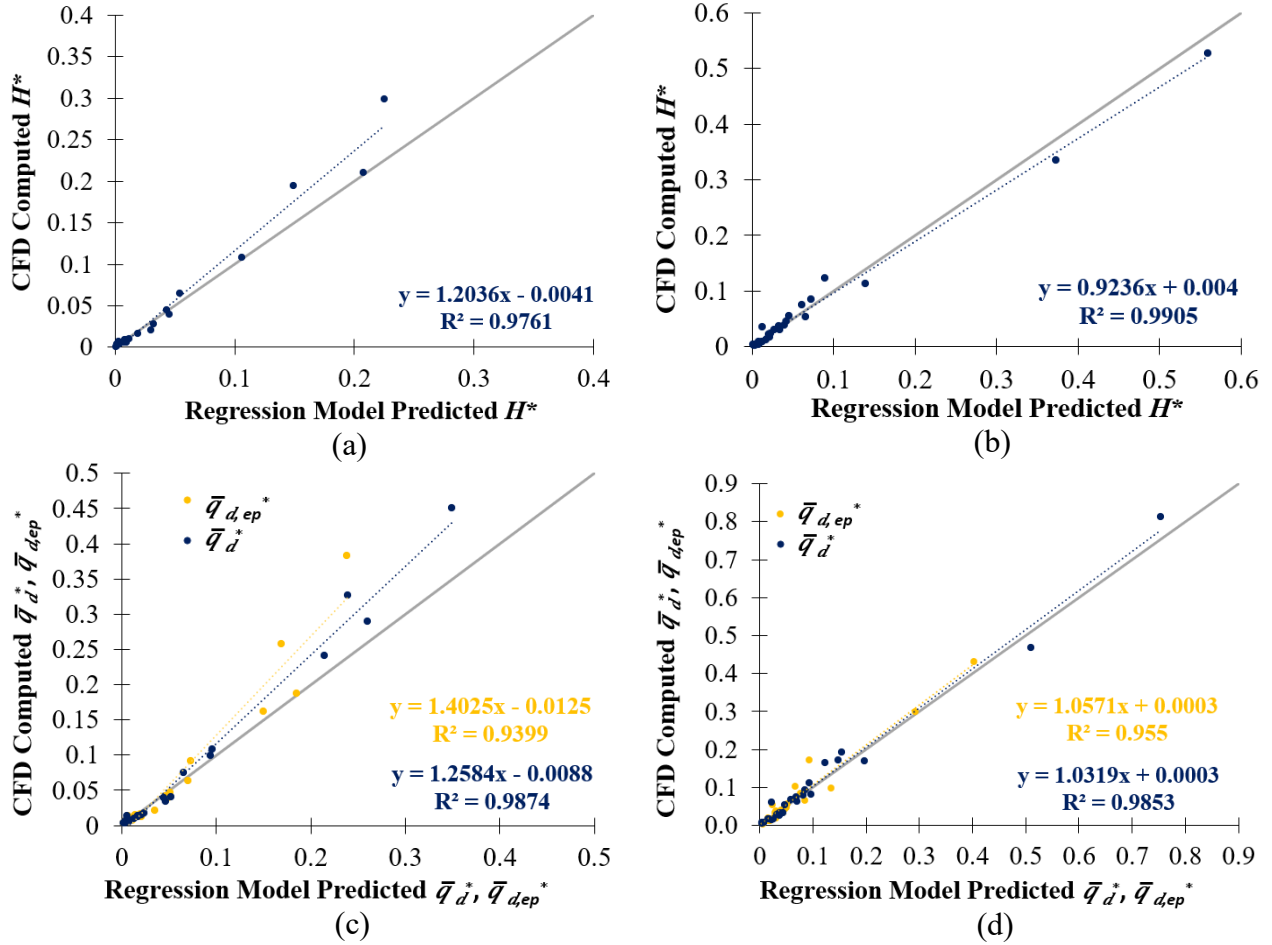 0.4
0.35
0.3
0.25
0.2
0.15
0.1
0.05
0
0 0.1 0.2 0.3 0.4
CFD Computed H*
y = 1.2036x - 0.0041
R² = 0.9761
Regression Model Predicted H*
(a)
0.6
0.5
0.4
0.3
0.2
0.1
0
0 0.1 0.2 0.3 0.4 0.5 0.6
CFD Computed H*
y = 0.9236x + 0.004
R² = 0.9905
Regression Model Predicted H*
(b)
0.5
0.45
0.4
0.35
0.3
0.25
0.2
0.15
0.1
0.05
0
0 0.1 0.2 0.3 0.4 0.5
CFD Computed q̅ d*, q̅ d,ep*
q̅ d,ep*
q̅ d*
y = 1.4025x - 0.0125
R² = 0.9399
y = 1.2584x - 0.0088
R² = 0.9874
Regression Model Predicted q̅ d*, q̅ d,ep*
(c)
0.9
0.8
0.7
0.6
0.5
0.4
0.3
0.2
0.1
0.0
0 0.1 0.2 0.3 0.4 0.5 0.6 0.7 0.8 0.9
CFD Computed q̅ d*, q̅ d,ep*
q̅ d,ep*
q̅ d*
y = 1.0571x + 0.0003
R² = 0.955
y = 1.0319x + 0.0003
R² = 0.9853
Regression Model Predicted q̅ d*, q̅ d,ep*
(d)